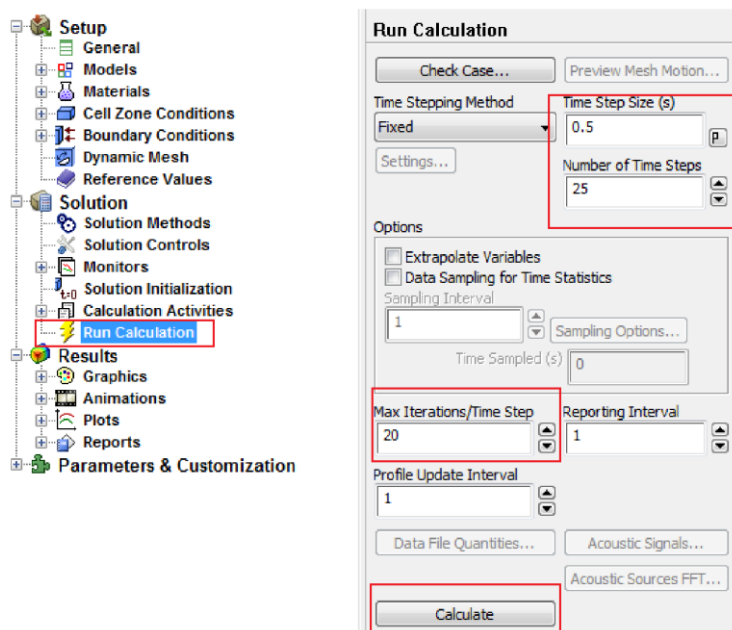 Setup
General
Models
Materials
Cell Zone Conditions
Boundary Conditions
Dynamic Mesh
Reference Values
Solution
Solution Methods
Solution Controls
Monitors
t=0 Solution Initialization
Calculation Activities
Run Calculation
Results
Graphics
Animations
Plots
Reports
Parameters & Customization
Run Calculation
Check Case... Preview Mesh Motion...
Time Stepping Method Time Step Size (s)
Fixed 0.5 P
Settings... Number of Time Steps
25
Options
Extrapolate Variables
Data Sampling for Time Statistics
Sampling Interval
1 Sampling Options...
Time Sampled (s) 0
Max Iterations/Time Step Reporting Interval
20 1
Profile Update Interval
1
Data File Quantities... Acoustic Signals...
Acoustic Sources FFT...
Calculate